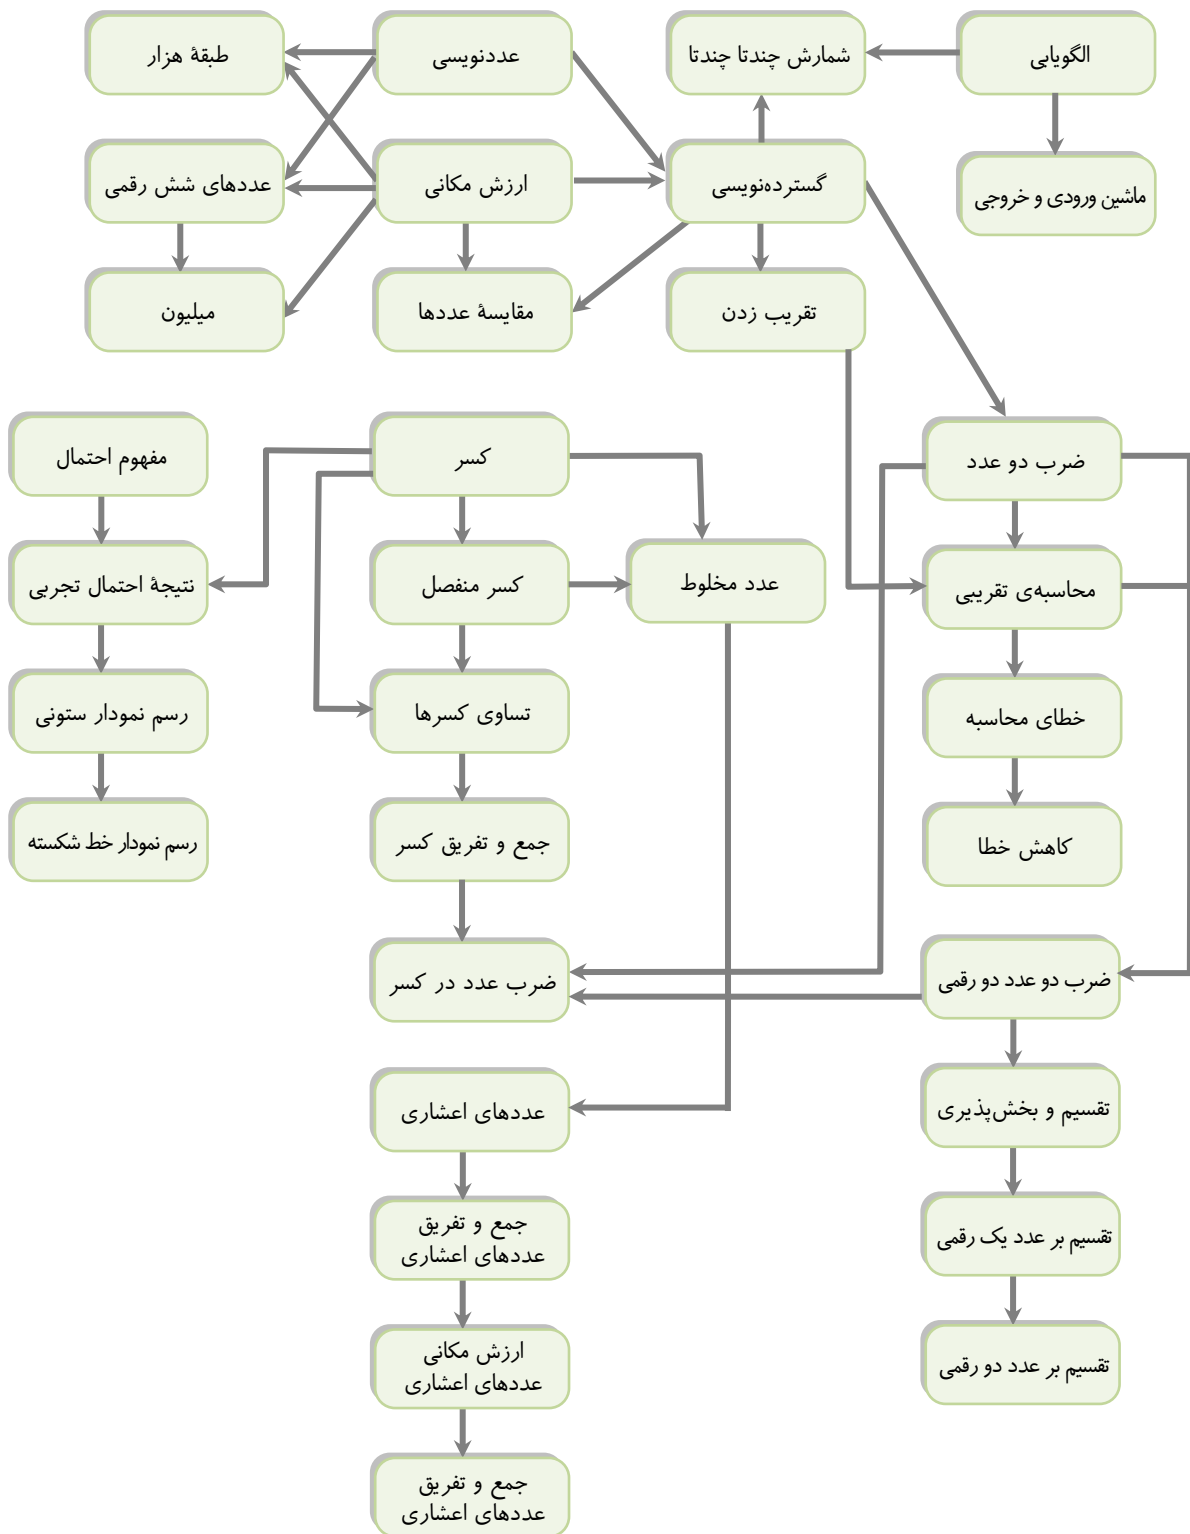 الگویابی
شمارش چندتا چندتا
عددنویسی
طبقهٔ هزار
ماشین ورودی و خروجی
گسترده‌نویسی
ارزش مکانی
عددهای شش رقمی
تقریب زدن
مقایسهٔ عددها
میلیون
ضرب دو عدد
کسر
مفهوم احتمال
محاسبه‌ی تقریبی
عدد مخلوط
کسر منفصل
نتیجهٔ احتمال تجربی
خطای محاسبه
تساوی کسرها
رسم نمودار ستونی
کاهش خطا
جمع و تفریق کسر
رسم نمودار خط شکسته
ضرب دو عدد دو رقمی
ضرب عدد در کسر
تقسیم و بخش‌پذیری
عددهای اعشاری
تقسیم بر عدد یک رقمی
جمع و تفریق
عددهای اعشاری
تقسیم بر عدد دو رقمی
ارزش مکانی
عددهای اعشاری
جمع و تفریق
عددهای اعشاری